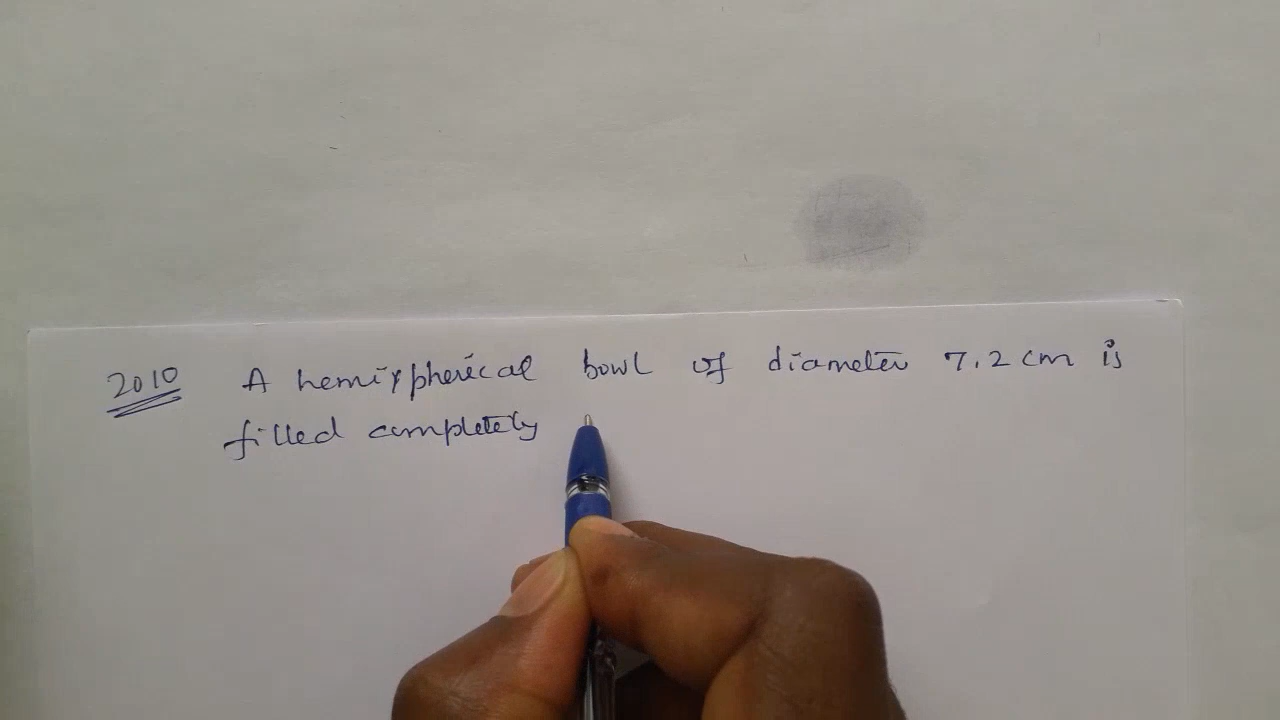 2010 A hemispherical bowl of diameter 7.2 cm is
filled completely